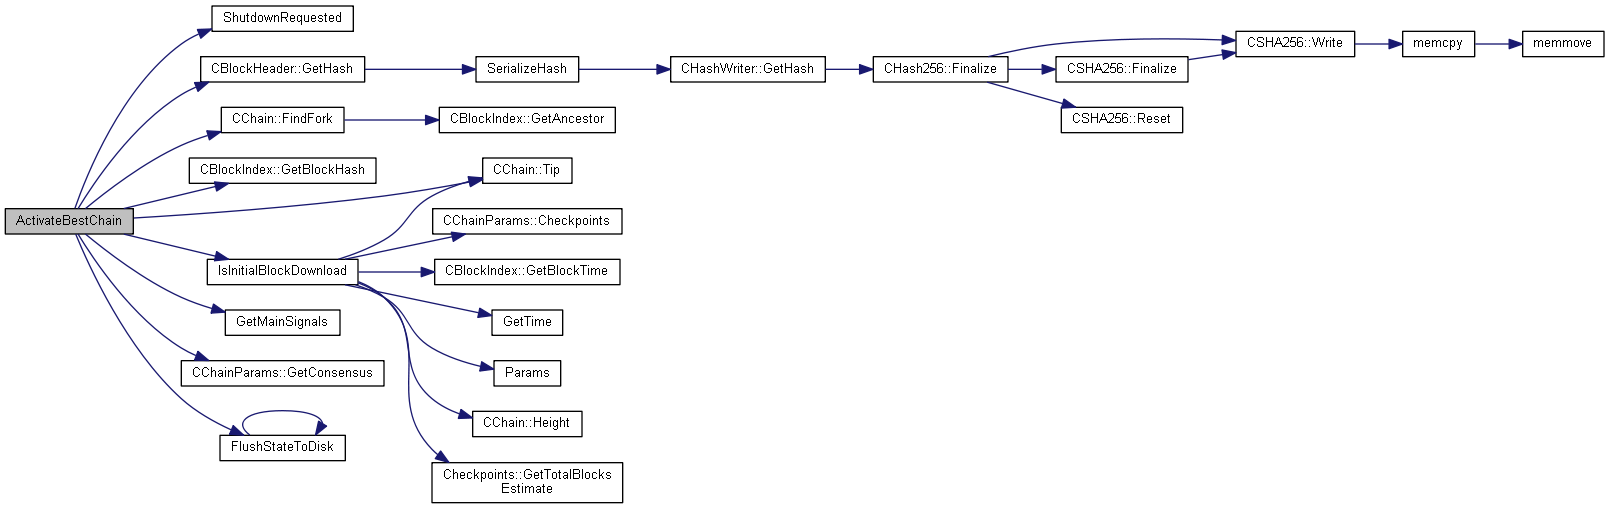 ShutdownRequested
CSHA256::Write
memcpy
memmove
CBlockHeader::GetHash
SerializeHash
CHashWriter::GetHash
CHash256::Finalize
CSHA256::Finalize
CChain::FindFork
CBlockIndex::GetAncestor
CSHA256::Reset
CBlockIndex::GetBlockHash
CChain::Tip
ActivateBestChain
CChainParams::Checkpoints
IsInitialBlockDownload
CBlockIndex::GetBlockTime
GetMainSignals
GetTime
CChainParams::GetConsensus
Params
CChain::Height
FlushStateToDisk
Checkpoints::GetTotalBlocks
Estimate